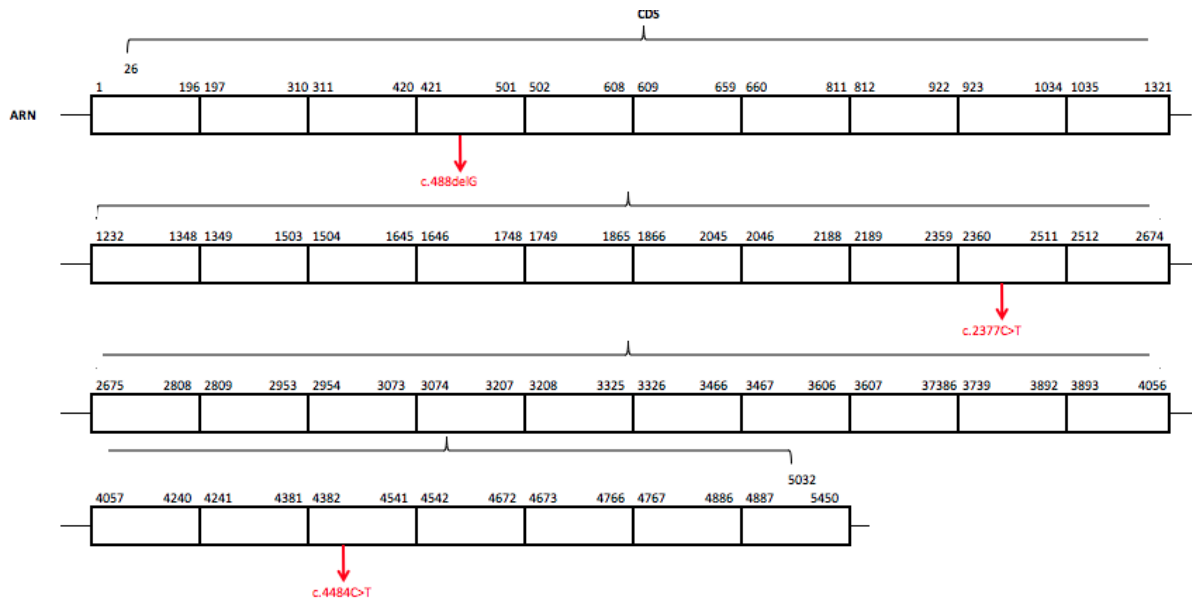 CDS
26
1 196 197 310 311 420 421 501 502 608 609 659 660 811 812 922 923 1034 1035 1321
ARN
c.488delG
1232 1348 1349 1503 1504 1645 1646 1748 1749 1865 1866 2045 2046 2188 2189 2359 2360 2511 2512 2674
c.2377C>T
2675 2808 2809 2953 2954 3073 3074 3207 3208 3325 3326 3466 3467 3606 3607 37386 3739 3892 3893 4056
5032
4057 4240 4241 4381 4382 4541 4542 4672 4673 4766 4767 4886 4887 5450
c.4484C>T